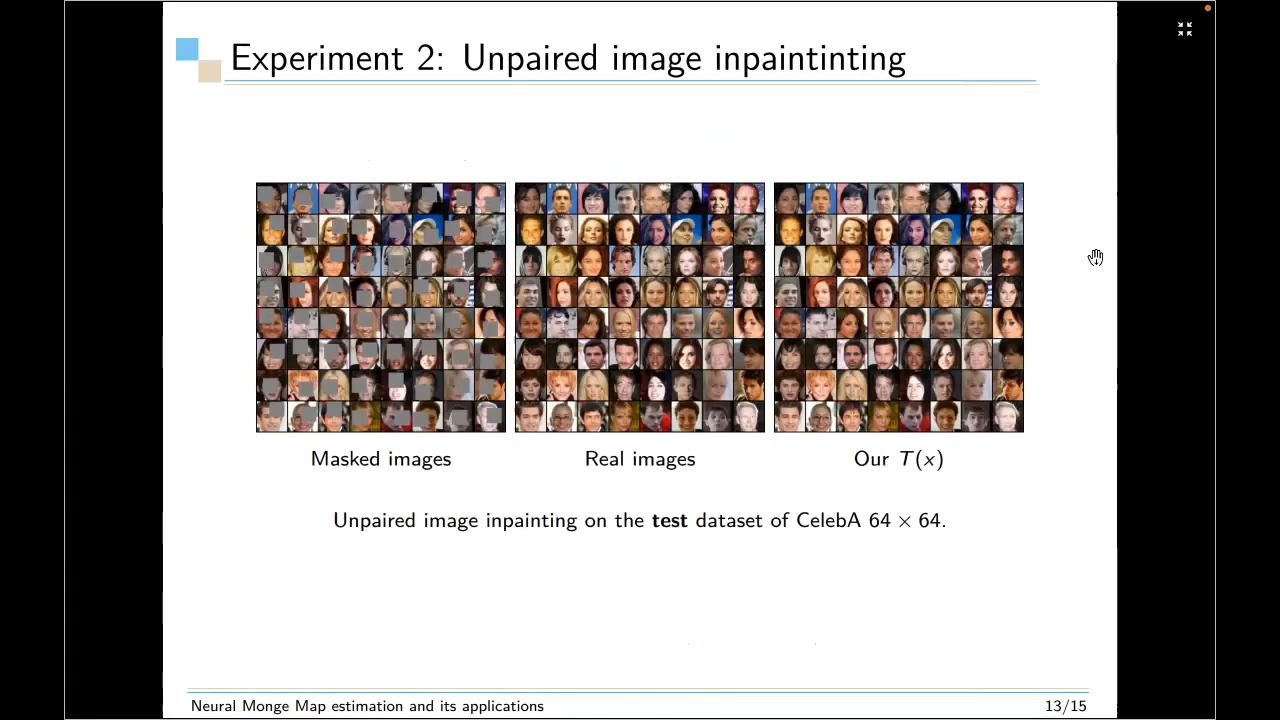 Experiment 2: Unpaired image inpaintinting
Masked images
Real images
Our T(x)
Unpaired image inpainting on the test dataset of CelebA 64 × 64.
Neural Monge Map estimation and its applications
13/15